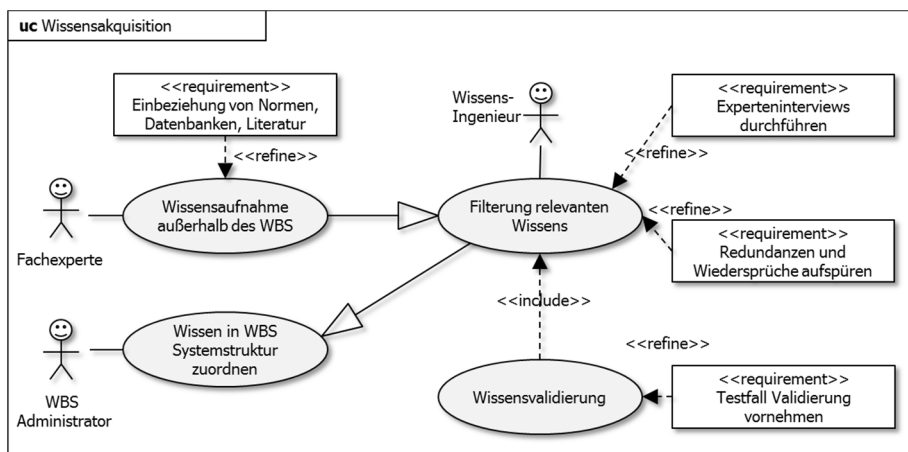 uc Wissensakquisition
<<requirement>>
Einbeziehung von Normen,
Datenbanken, Literatur
<<refine>>
Wissens-
Ingenieur
<<requirement>>
Experteninterviews
durchführen
<<refine>>
Fachexperte
Wissensaufnahme
außerhalb des WBS
Filterung relevanten
Wissens
<<refine>>
<<requirement>>
Redundanzen und
Wiedersprüche aufspüren
<<include>>
WBS
Administrator
Wissen in WBS
Systemstruktur
zuordnen
Wissensvalidierung
<<refine>>
<<requirement>>
Testfall Validierung
vornehmen